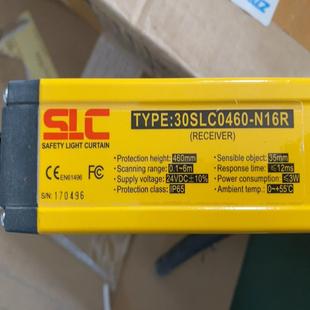 SLC
SAFETY LIGHT CURTAIN
TYPE:30SLC0460-N16R
(RECEIVER)
CE EN61496 FC
S/N: 170496
•Protection height: 460mm
•Scanning range: 0.1~6m
•Supply voltage: 24VDC±10%
•Protection class: IP65
•Sensible object: 35mm
•Response time: ≤12ms
•Power consumption: ≤3W
•Ambient temp.: 0~+55℃